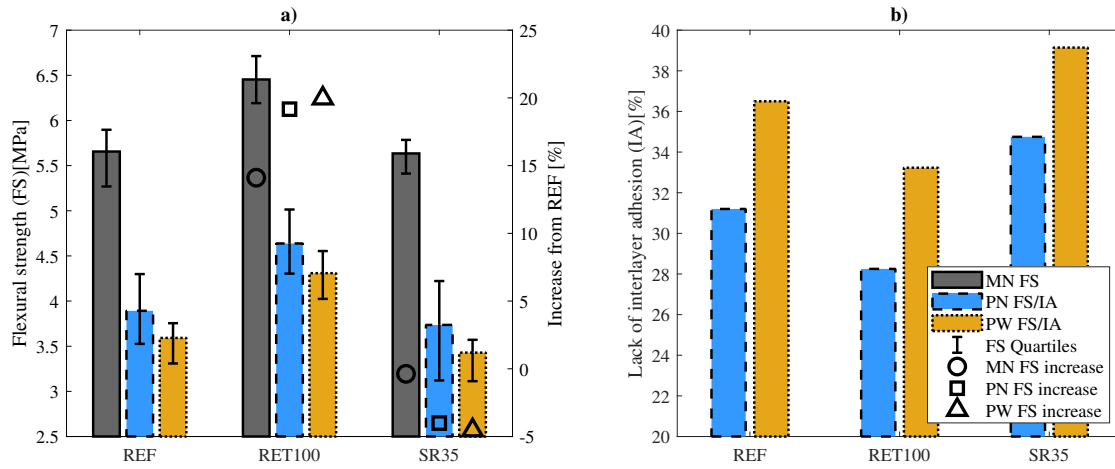 a)
Flexural strength (FS)[MPa]
7
6.5
6
5.5
5
4.5
4
3.5
3
2.5
REF
RET100
SR35
25
20
15
10
5
0
-5
Increase from REF [%]
b)
Lack of interlayer adhesion (IA)[%]
40
38
36
34
32
30
28
26
24
22
20
REF
RET100
SR35
MN FS
PN FS/IA
PW FS/IA
FS Quartiles
MN FS increase
PN FS increase
PW FS increase